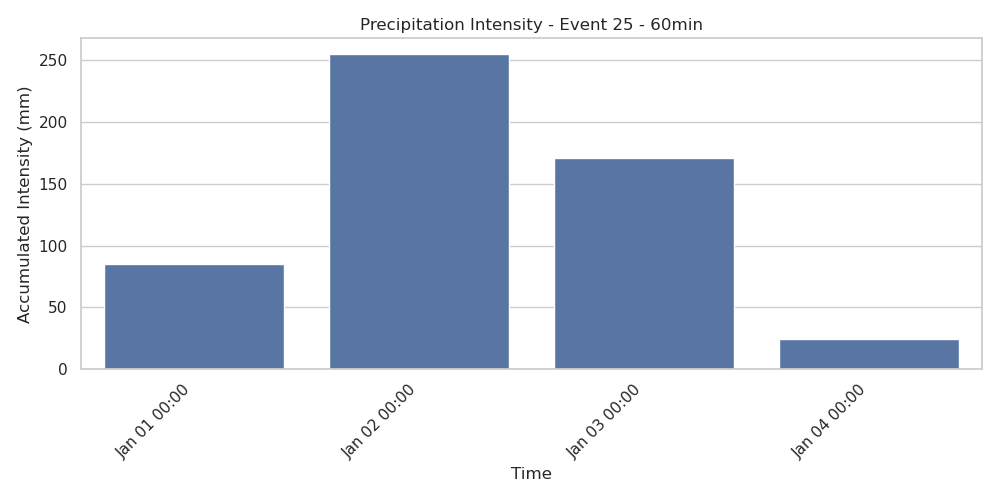 Precipitation Intensity - Event 25 - 60min
Accumulated Intensity (mm)
250
200
150
100
50
0
Jan 01 00:00
Jan 02 00:00
Jan 03 00:00
Jan 04 00:00
Time